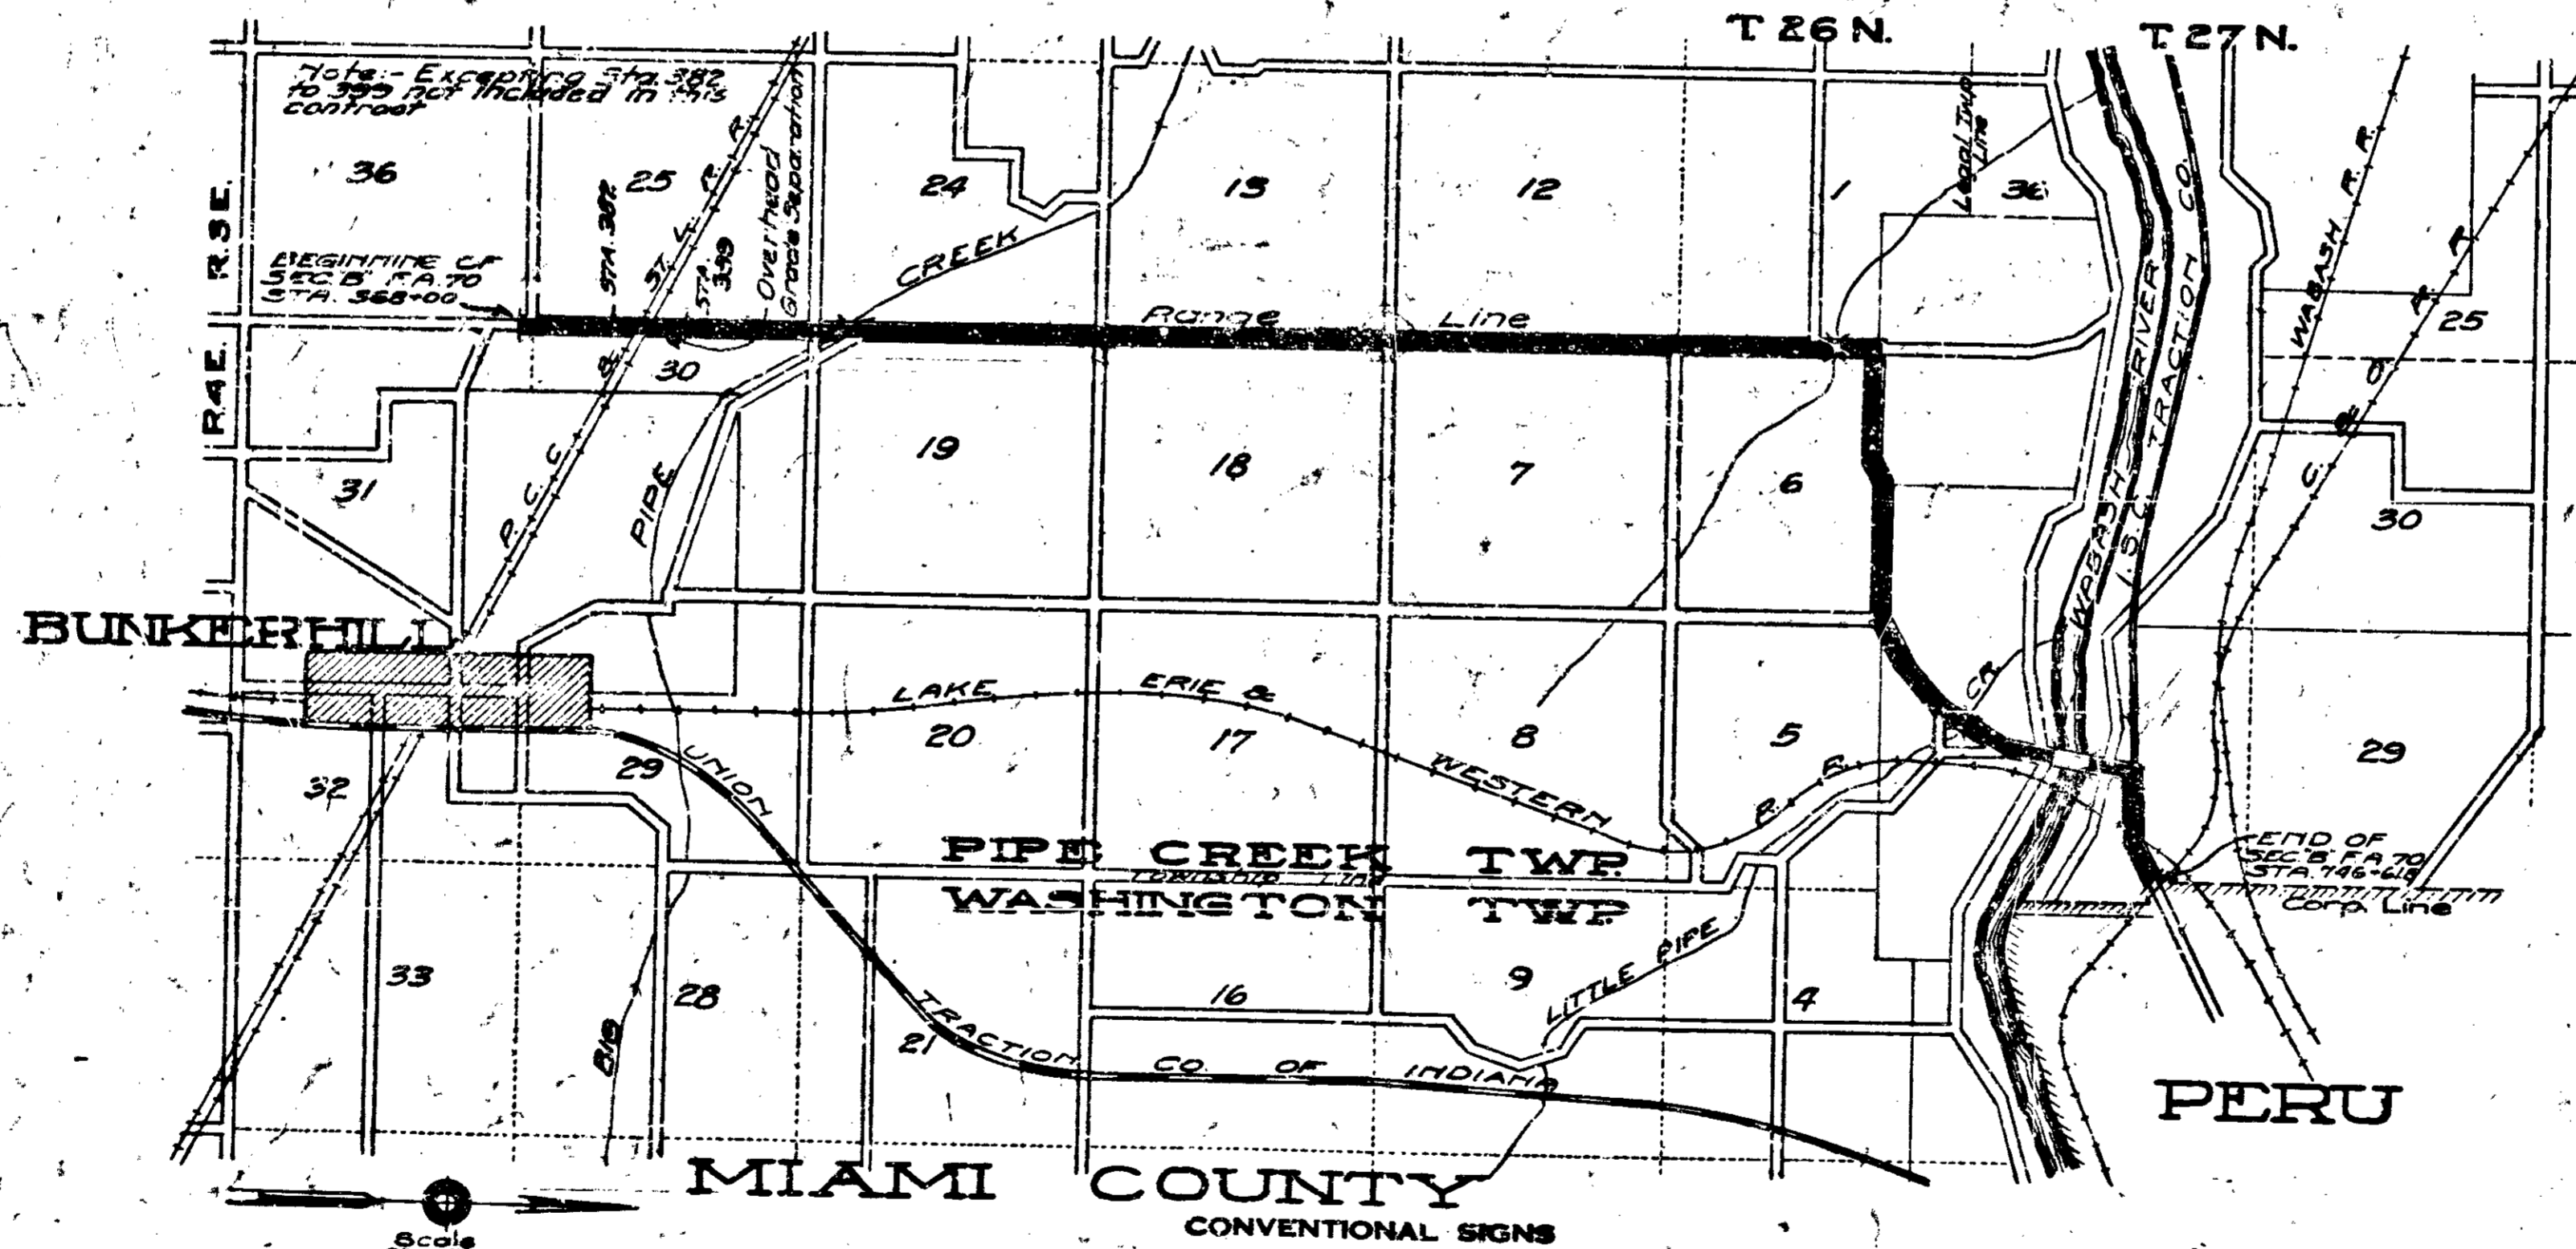 T 26 N.
T. 27 N.
Note:- Excepting Sta. 382
to 399 not included in this
contract
36
25
24
13
12
1
36
Legal Twp
Line
R. 3 E.
R. 4 E.
BEGINNING OF
SEC. "B" F.A. 70
STA. 368+00
STA. 382
STA.
399
Overhead
Grade Separation
P. C. C. & ST. L. R. R.
CREEK
Range Line
WABASH RIVER
I. S. C. TRACTION CO.
WABASH R. R.
C. & O. R. R.
25
30
19
18
7
6
31
PIPE
30
BUNKERHILL
LAKE ERIE & WESTERN R. R.
CR.
20
17
8
5
29
32
29
UNION TRACTION CO. OF INDIANA
PIPE CREEK TWP.
TOWNSHIP LINE
WASHINGTON TWP.
END OF
SEC. "B" F.A. 70
STA. 746+61
Corp. Line
33
28
BIG
21
16
9
LITTLE PIPE
4
PERU
MIAMI COUNTY
CONVENTIONAL SIGNS
Scale